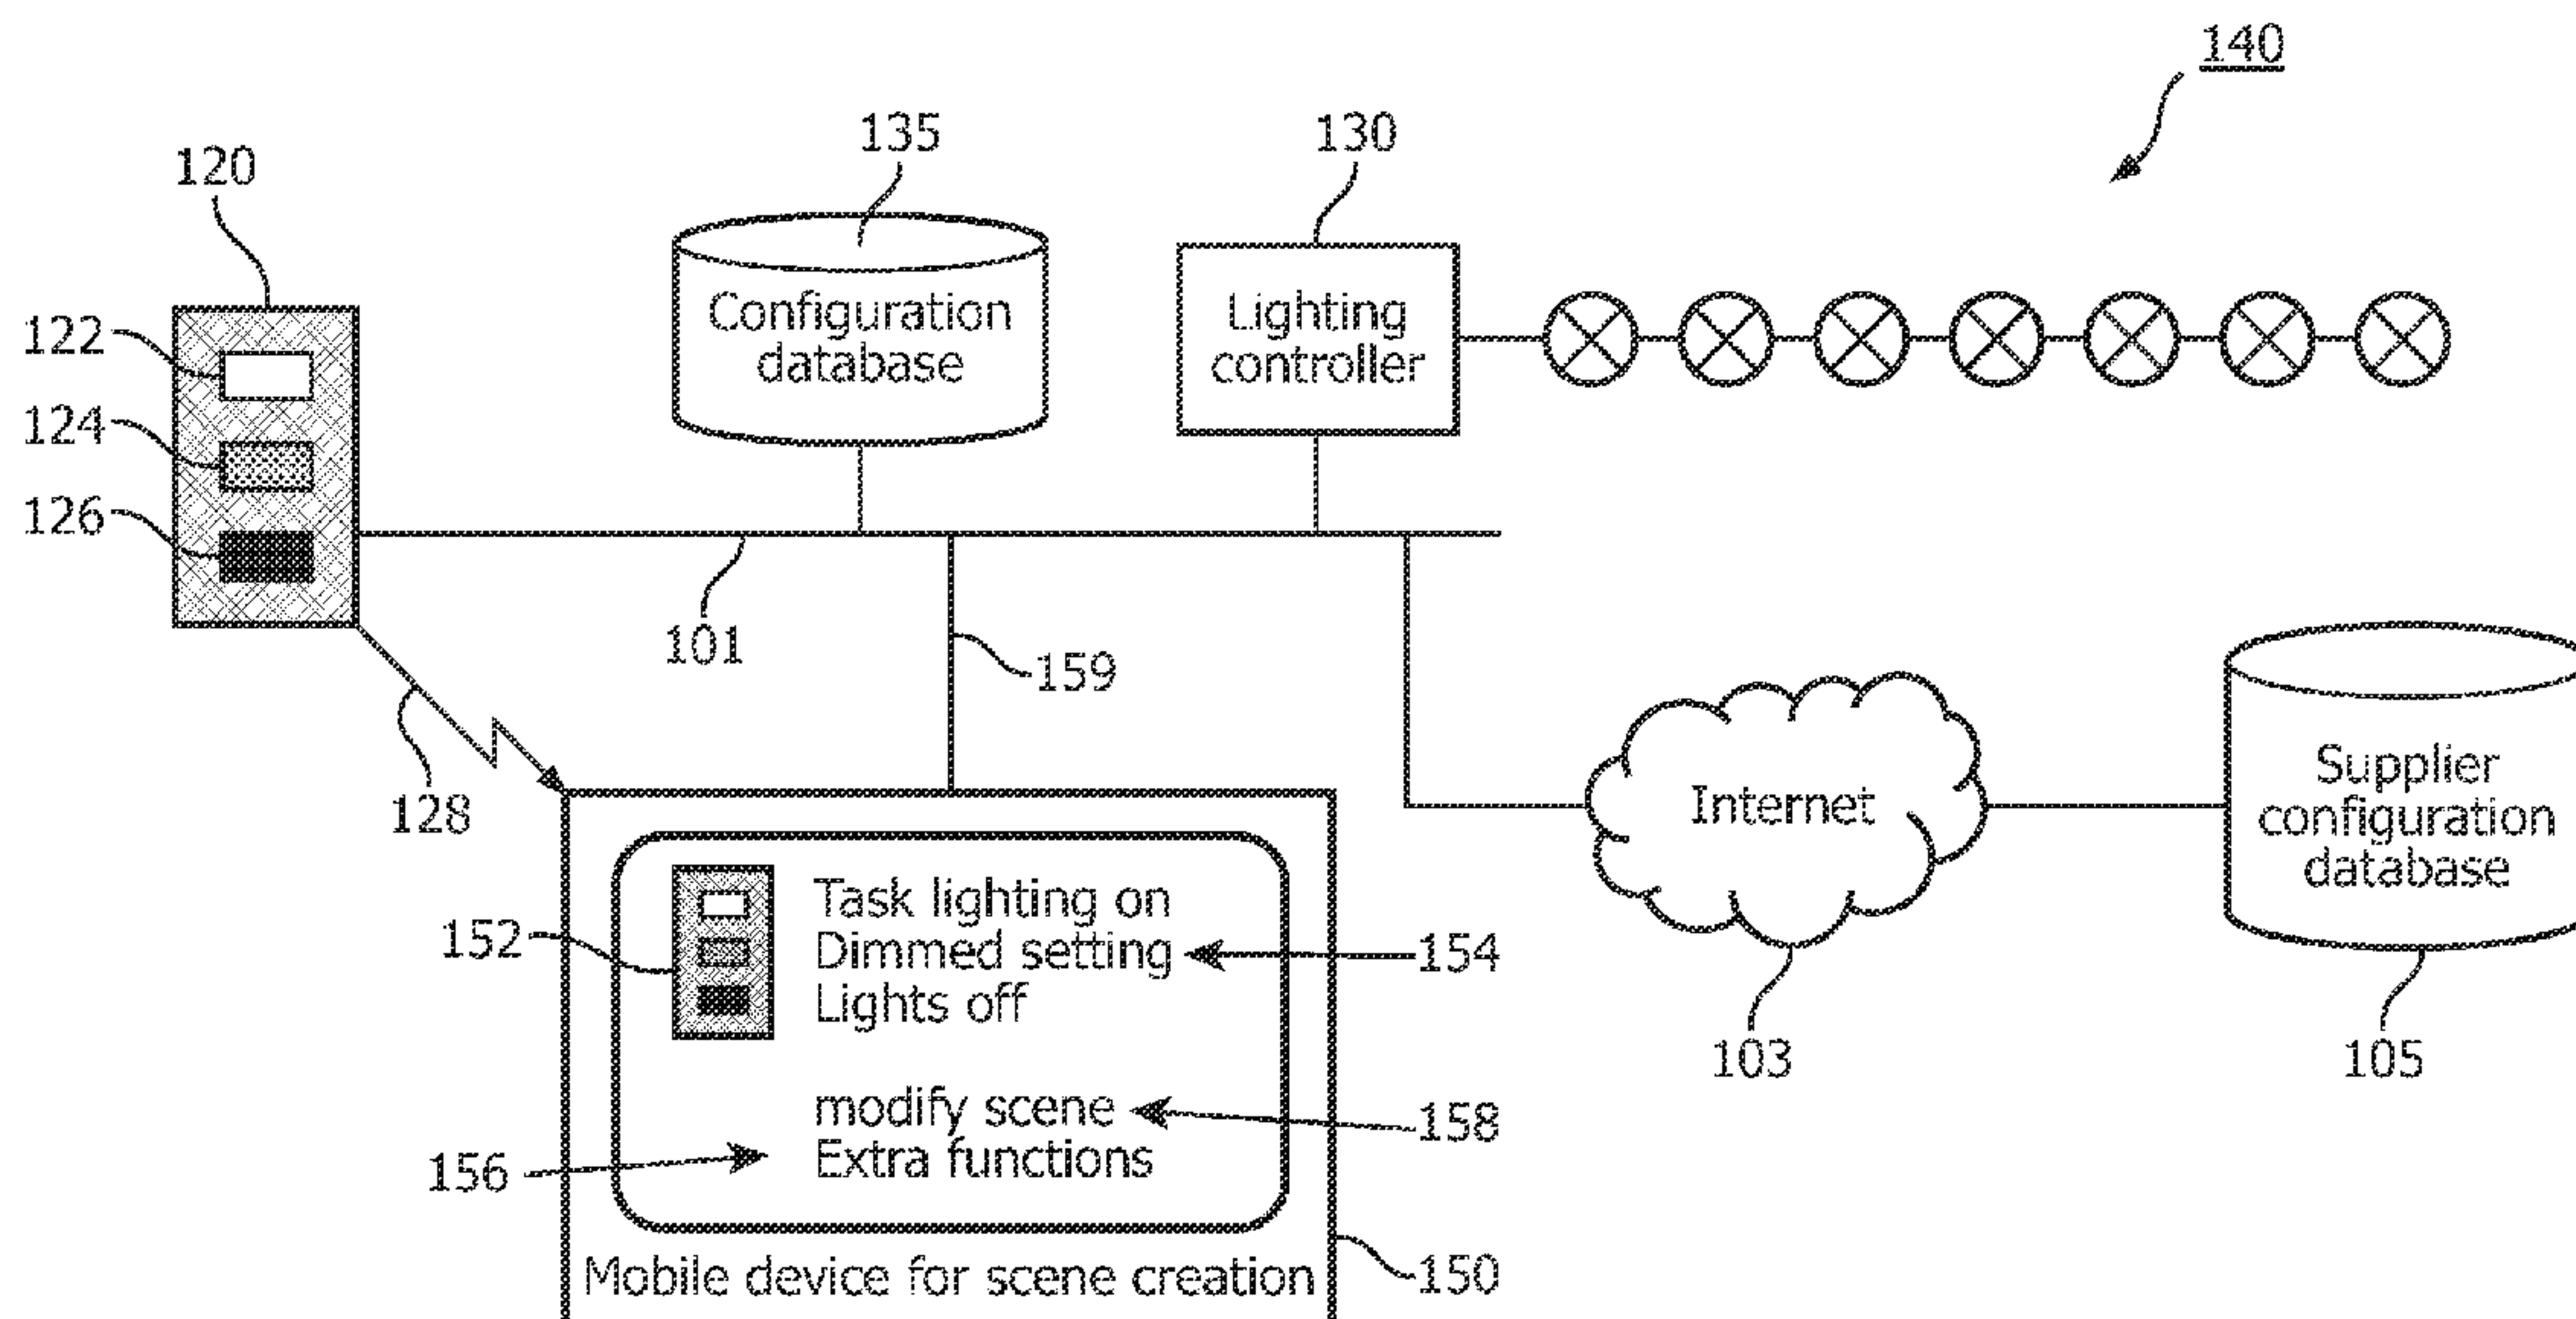 140
135
130
120
122
Configuration
database
Lighting
controller
124
126
101
159
128
Internet
Supplier
configuration
database
152
Task lighting on
Dimmed setting
Lights off
154
103
105
modify scene
Extra functions
158
156
Mobile device for scene creation
150